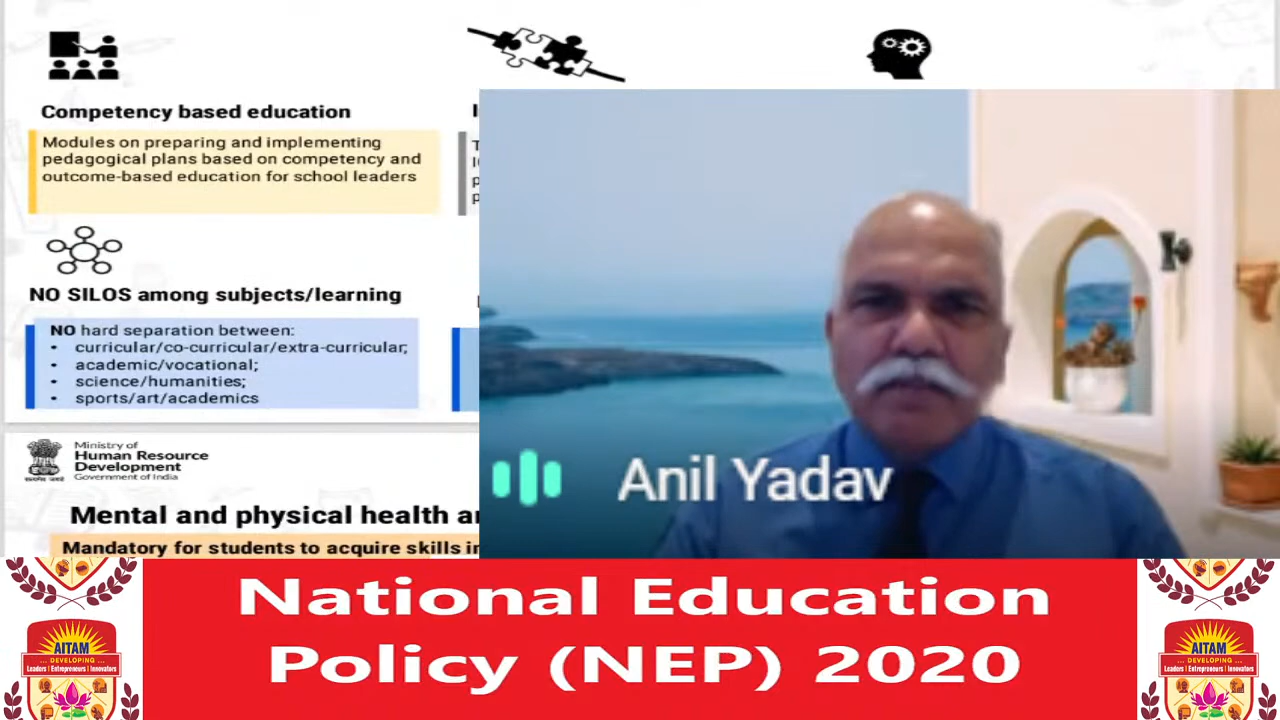 Competency based education
Modules on preparing and implementing
pedagogical plans based on competency and
outcome-based education for school leaders
NO SILOS among subjects/learning
NO hard separation between:
• curricular/co-curricular/extra-curricular;
• academic/vocational;
• science/humanities;
• sports/art/academics
Ministry of
Human Resource
Development
Government of India
Mental and physical health
Mandatory for students to acquire skills
Anil Yadav
National Education
Policy (NEP) 2020
AITAM
... DEVELOPING ...
Leaders | Entrepreneurs | Innovators
AITAM
... DEVELOPING ...
Leaders | Entrepreneurs | Innovators